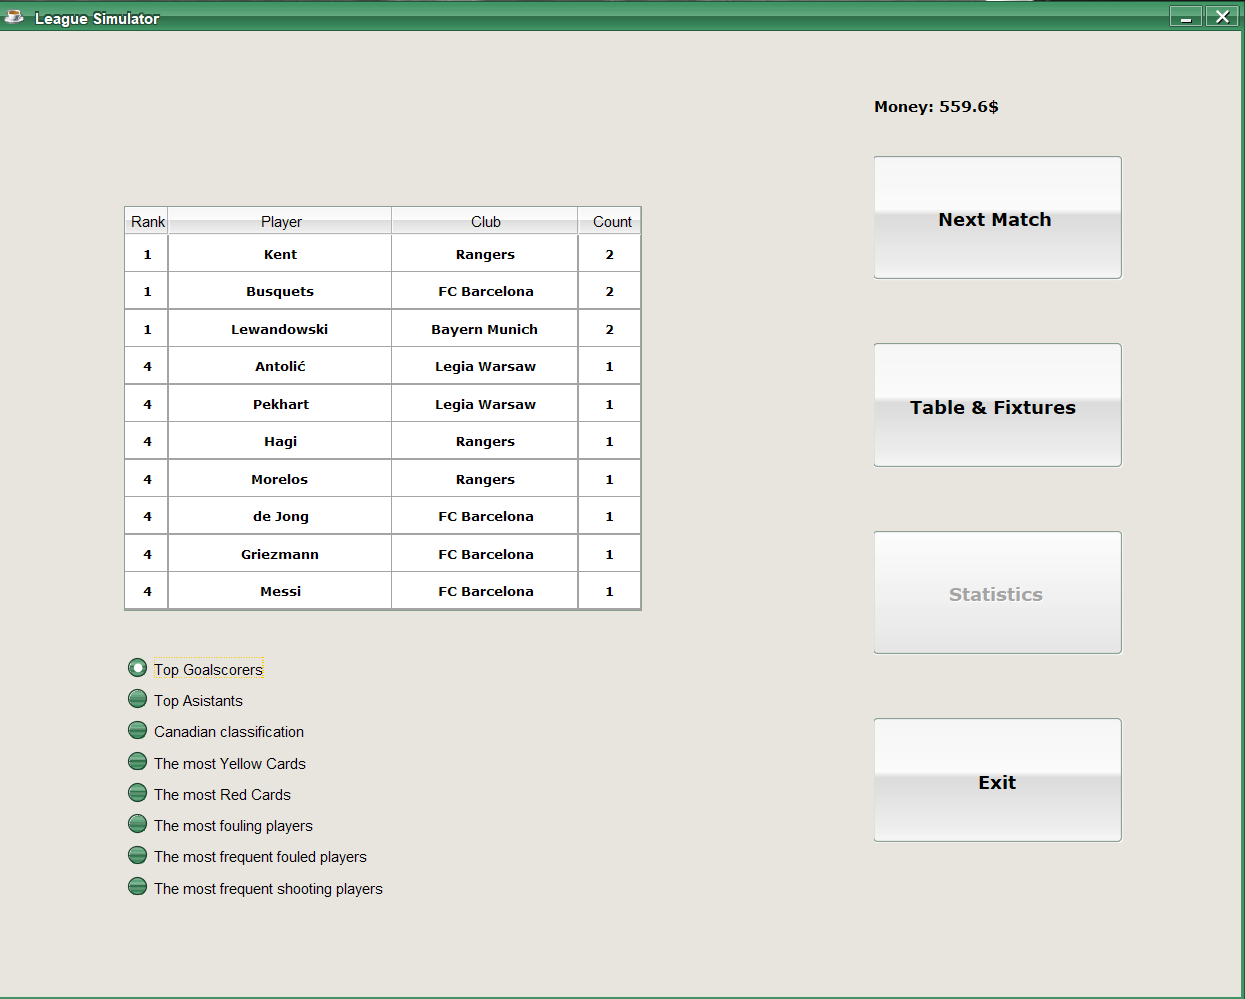 League Simulator
Money: 559.6$
Rank Player Club Count
1 Kent Rangers 2
1 Busquets FC Barcelona 2
1 Lewandowski Bayern Munich 2
4 Antolić Legia Warsaw 1
4 Pekhart Legia Warsaw 1
4 Hagi Rangers 1
4 Morelos Rangers 1
4 de Jong FC Barcelona 1
4 Griezmann FC Barcelona 1
4 Messi FC Barcelona 1
Top Goalscorers
Top Asistants
Canadian classification
The most Yellow Cards
The most Red Cards
The most fouling players
The most frequent fouled players
The most frequent shooting players
Next Match
Table & Fixtures
Statistics
Exit